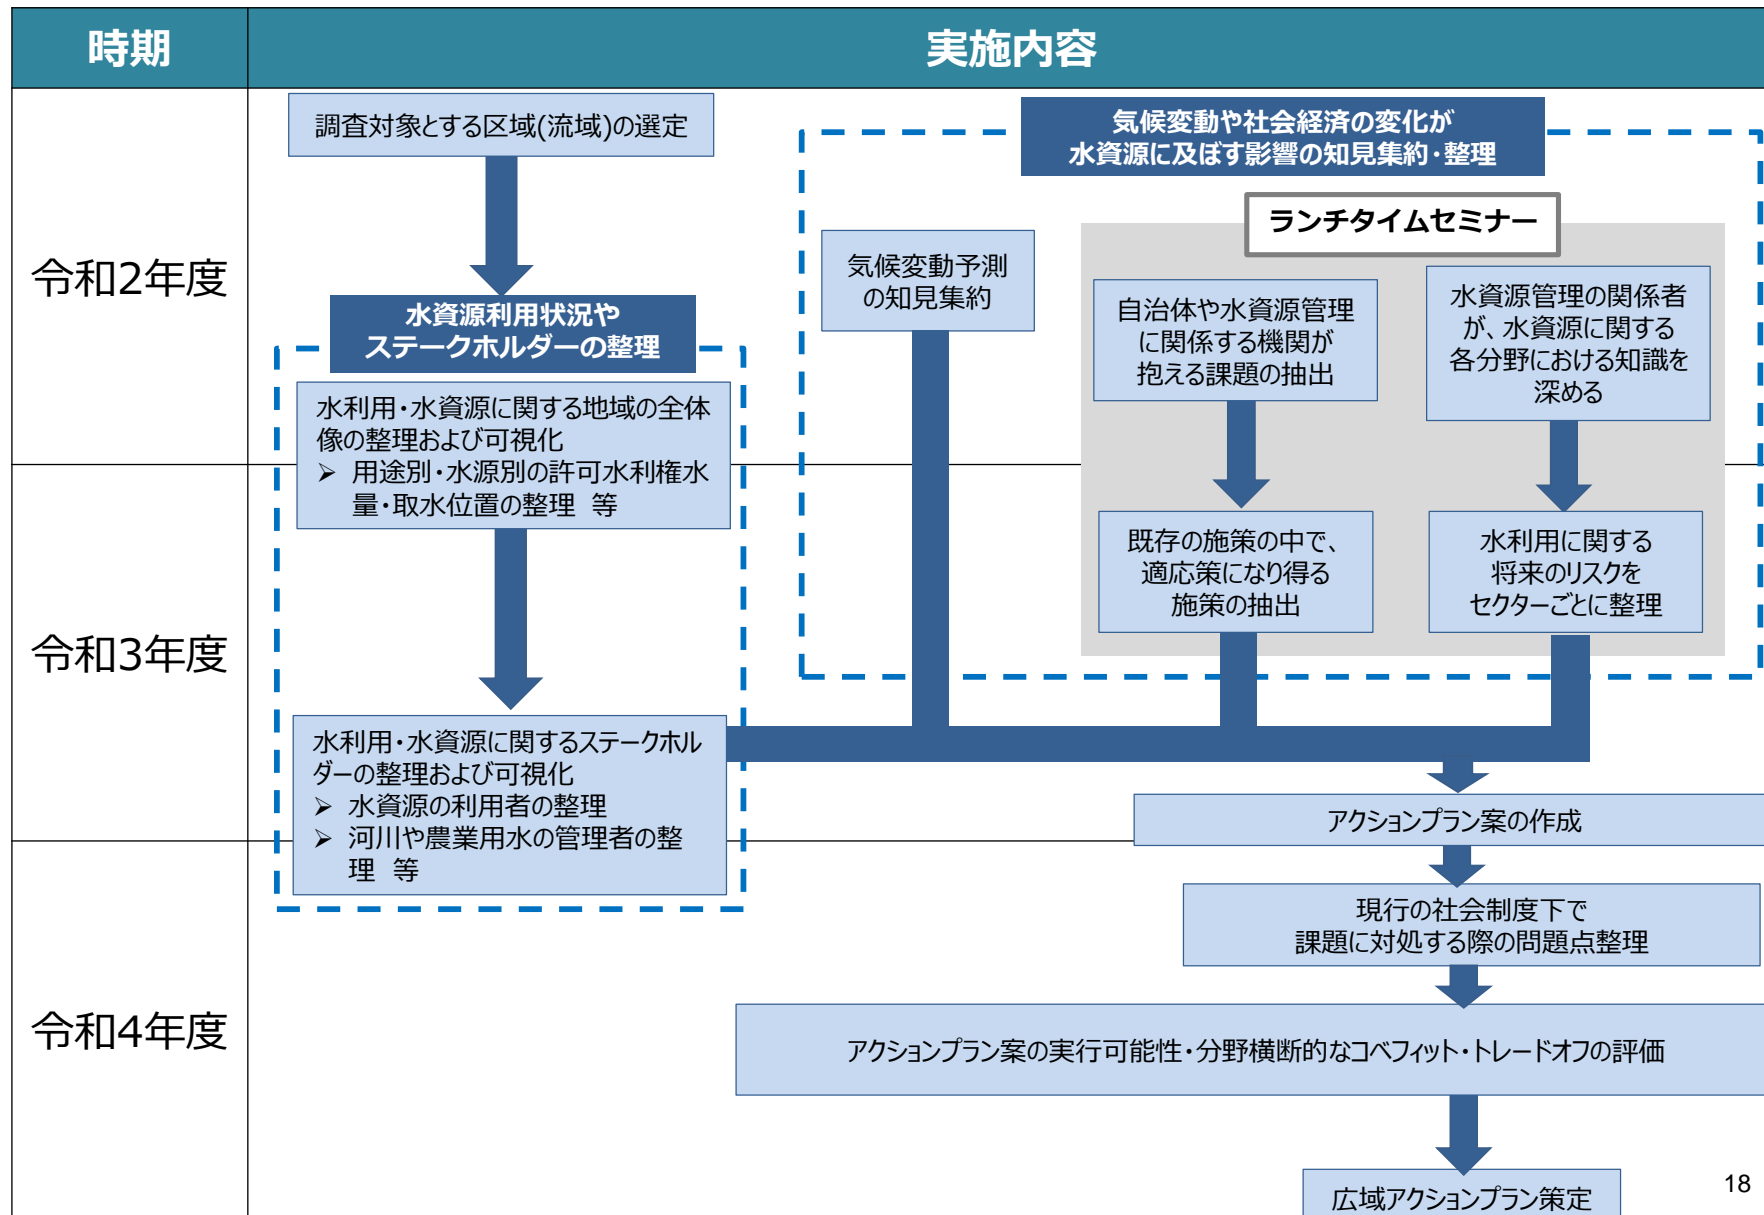 時期
実施内容
令和2年度
令和3年度
令和4年度
調査対象とする区域(流域)の選定
水資源利用状況や
ステークホルダーの整理
水利用・水資源に関する地域の全体
像の整理および可視化
➢ 用途別・水源別の許可水利権水
量・取水位置の整理 等
水利用・水資源に関するステークホル
ダーの整理および可視化
➢ 水資源の利用者の整理
➢ 河川や農業用水の管理者の整
理 等
気候変動や社会経済の変化が
水資源に及ぼす影響の知見集約・整理
気候変動予測
の知見集約
ランチタイムセミナー
自治体や水資源管理
に関係する機関が
抱える課題の抽出
水資源管理の関係者
が、水資源に関する
各分野における知識を
深める
既存の施策の中で、
適応策になり得る
施策の抽出
水利用に関する
将来のリスクを
セクターごとに整理
アクションプラン案の作成
現行の社会制度下で
課題に対処する際の問題点整理
アクションプラン案の実行可能性・分野横断的なコベフィット・トレードオフの評価
広域アクションプラン策定
18